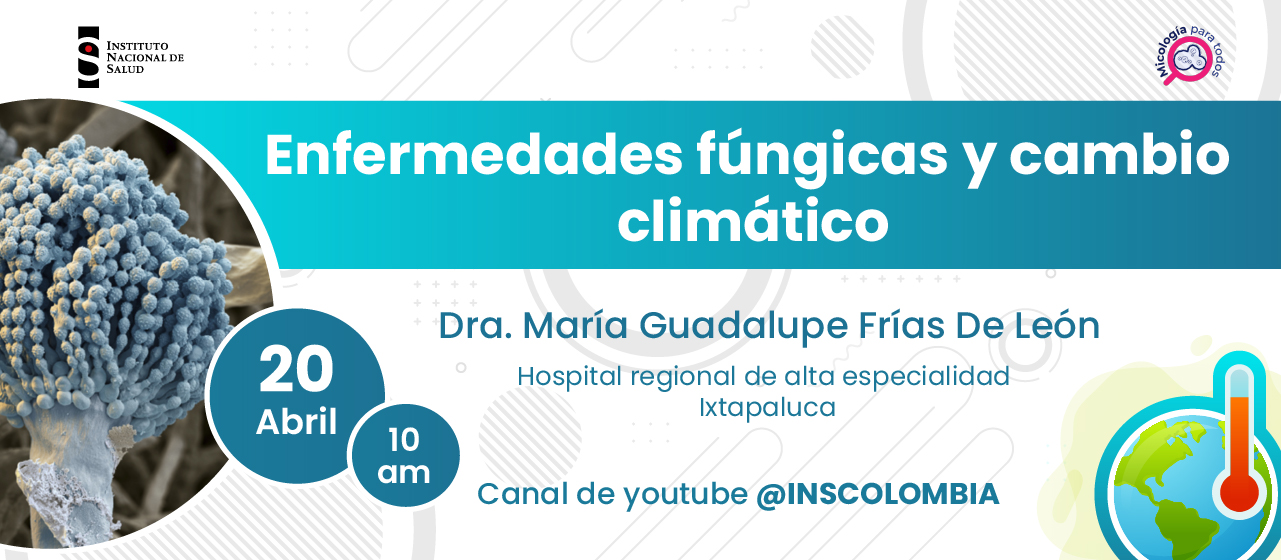 INSTITUTO
NACIONAL DE
SALUD
Micología para todos
Enfermedades fúngicas y cambio
climático
Dra. María Guadalupe Frías De León
Hospital regional de alta especialidad
Ixtapaluca
20
Abril
10
am
Canal de youtube @INSCOLOMBIA